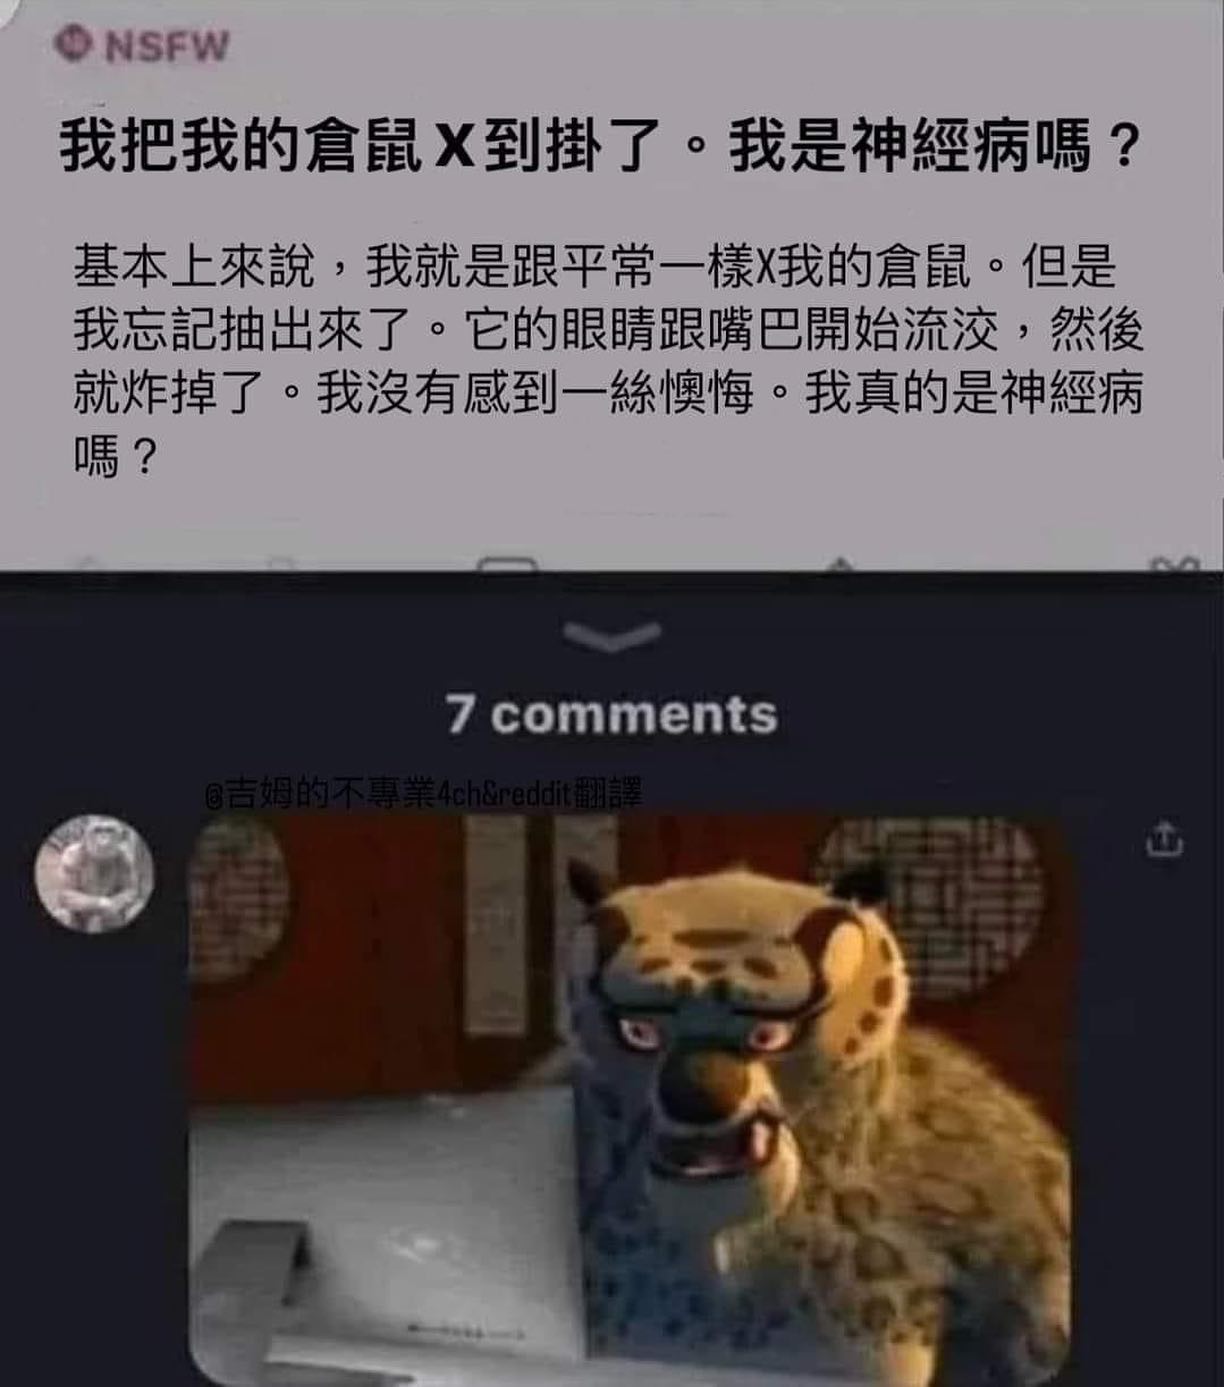 NSFW
我把我的倉鼠X到掛了。我是神經病嗎？
基本上來說，我就是跟平常一樣X我的倉鼠。但是
我忘記抽出來了。它的眼睛跟嘴巴開始流洨，然後
就炸掉了。我沒有感到一絲懊悔。我真的是神經病
嗎？
7 comments
@吉姆的不專業4ch&reddit翻譯